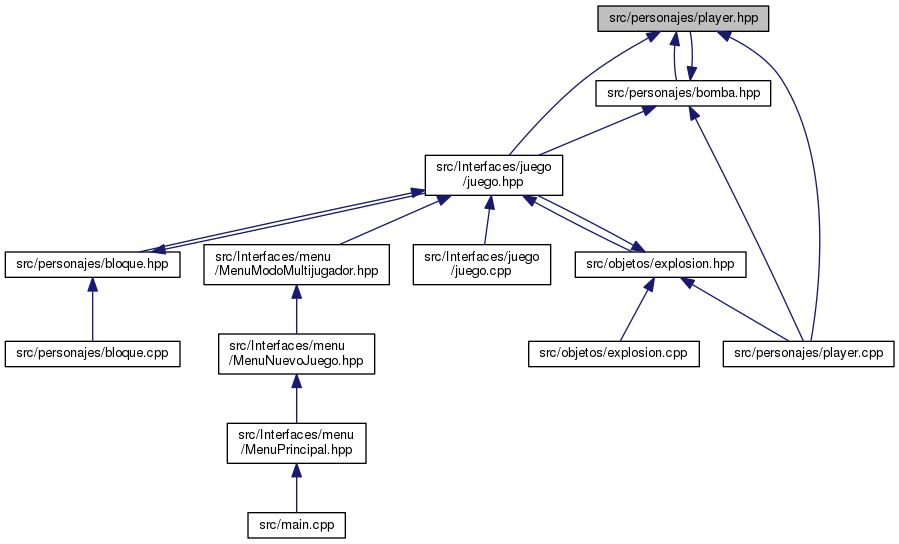 src/personajes/player.hpp
src/personajes/bomba.hpp
src/Interfaces/juego
/juego.hpp
src/personajes/bloque.hpp
src/Interfaces/menu
/MenuModoMultijugador.hpp
src/Interfaces/juego
/juego.cpp
src/objetos/explosion.hpp
src/personajes/bloque.cpp
src/Interfaces/menu
/MenuNuevoJuego.hpp
src/objetos/explosion.cpp
src/personajes/player.cpp
src/Interfaces/menu
/MenuPrincipal.hpp
src/main.cpp